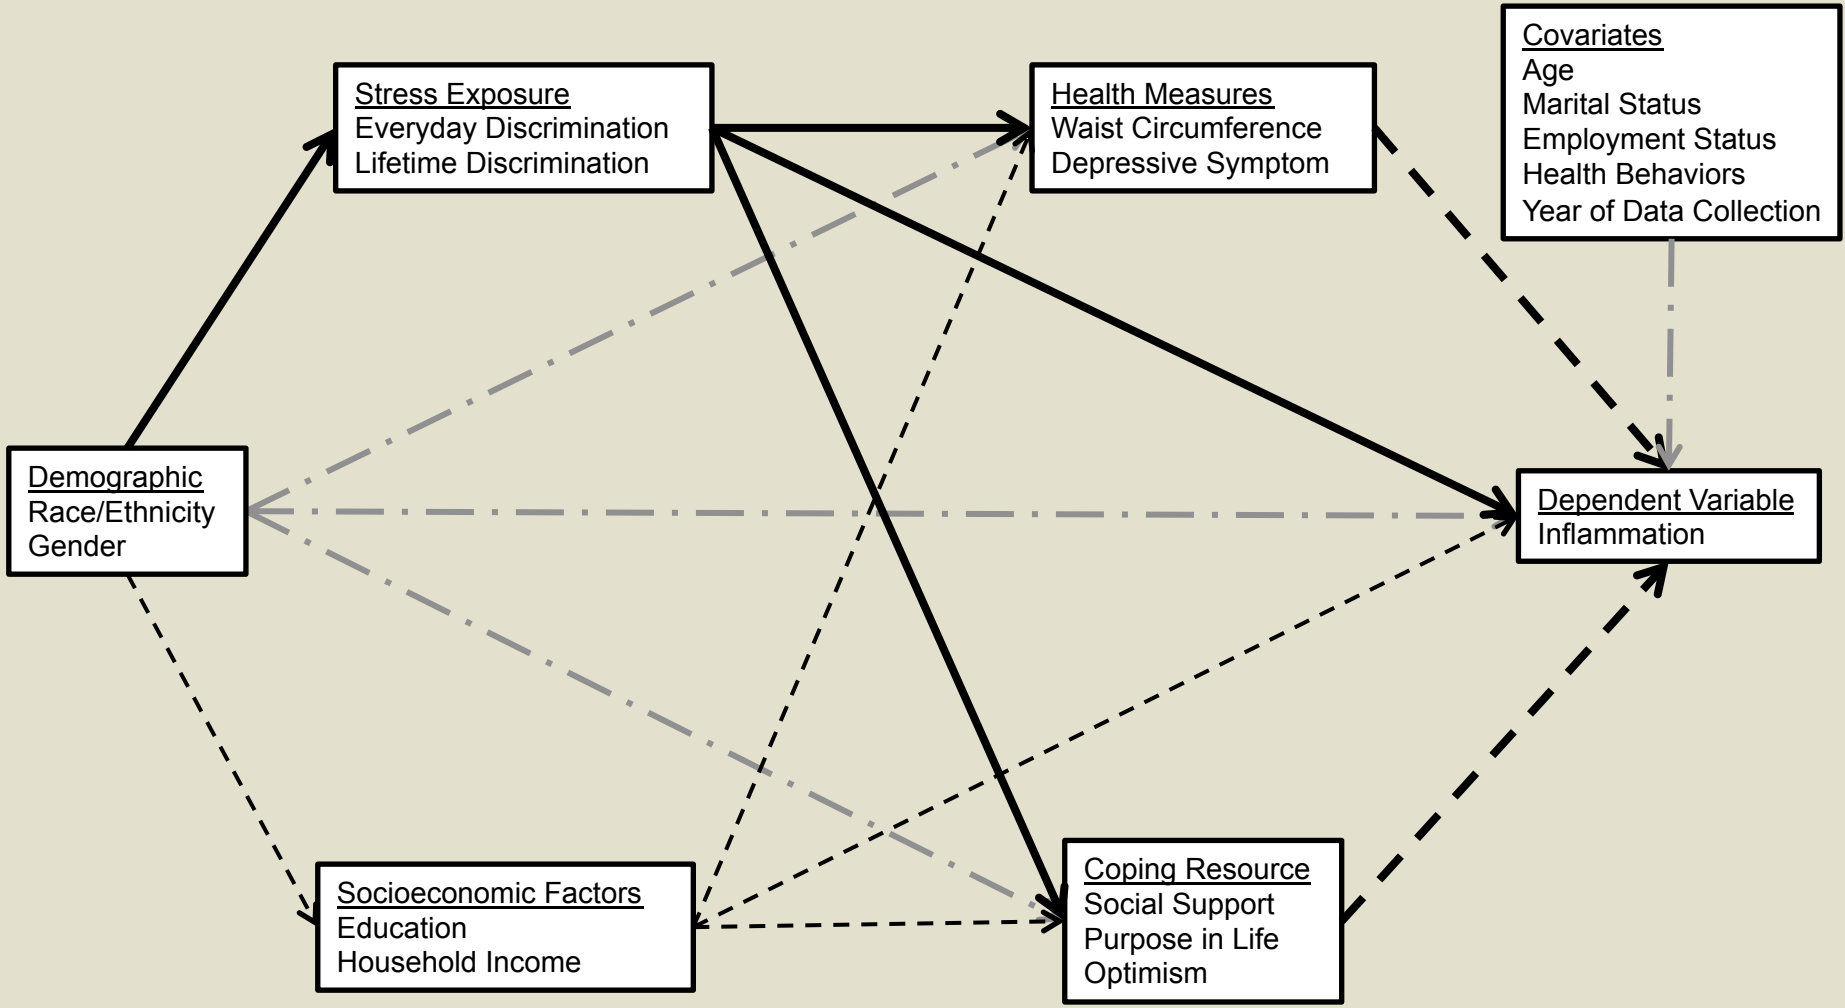 Covariates
Age
Marital Status
Employment Status
Health Behaviors
Year of Data Collection
Stress Exposure
Everyday Discrimination
Lifetime Discrimination
Health Measures
Waist Circumference
Depressive Symptom
Demographic
Race/Ethnicity
Gender
Dependent Variable
Inflammation
Socioeconomic Factors
Education
Household Income
Coping Resource
Social Support
Purpose in Life
Optimism